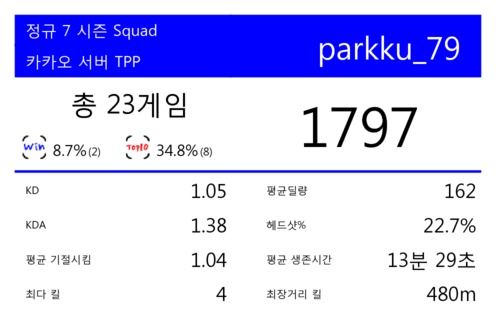 정규 7 시즌 Squad
카카오 서버 TPP
parkku_79
총 23게임
1797
Win 8.7%(2) TOP10 34.8%(8)
KD 1.05 평균딜량 162
KDA 1.38 헤드샷% 22.7%
평균 기절시킴 1.04 평균 생존시간 13분 29초
최다 킬 4 최장거리 킬 480m